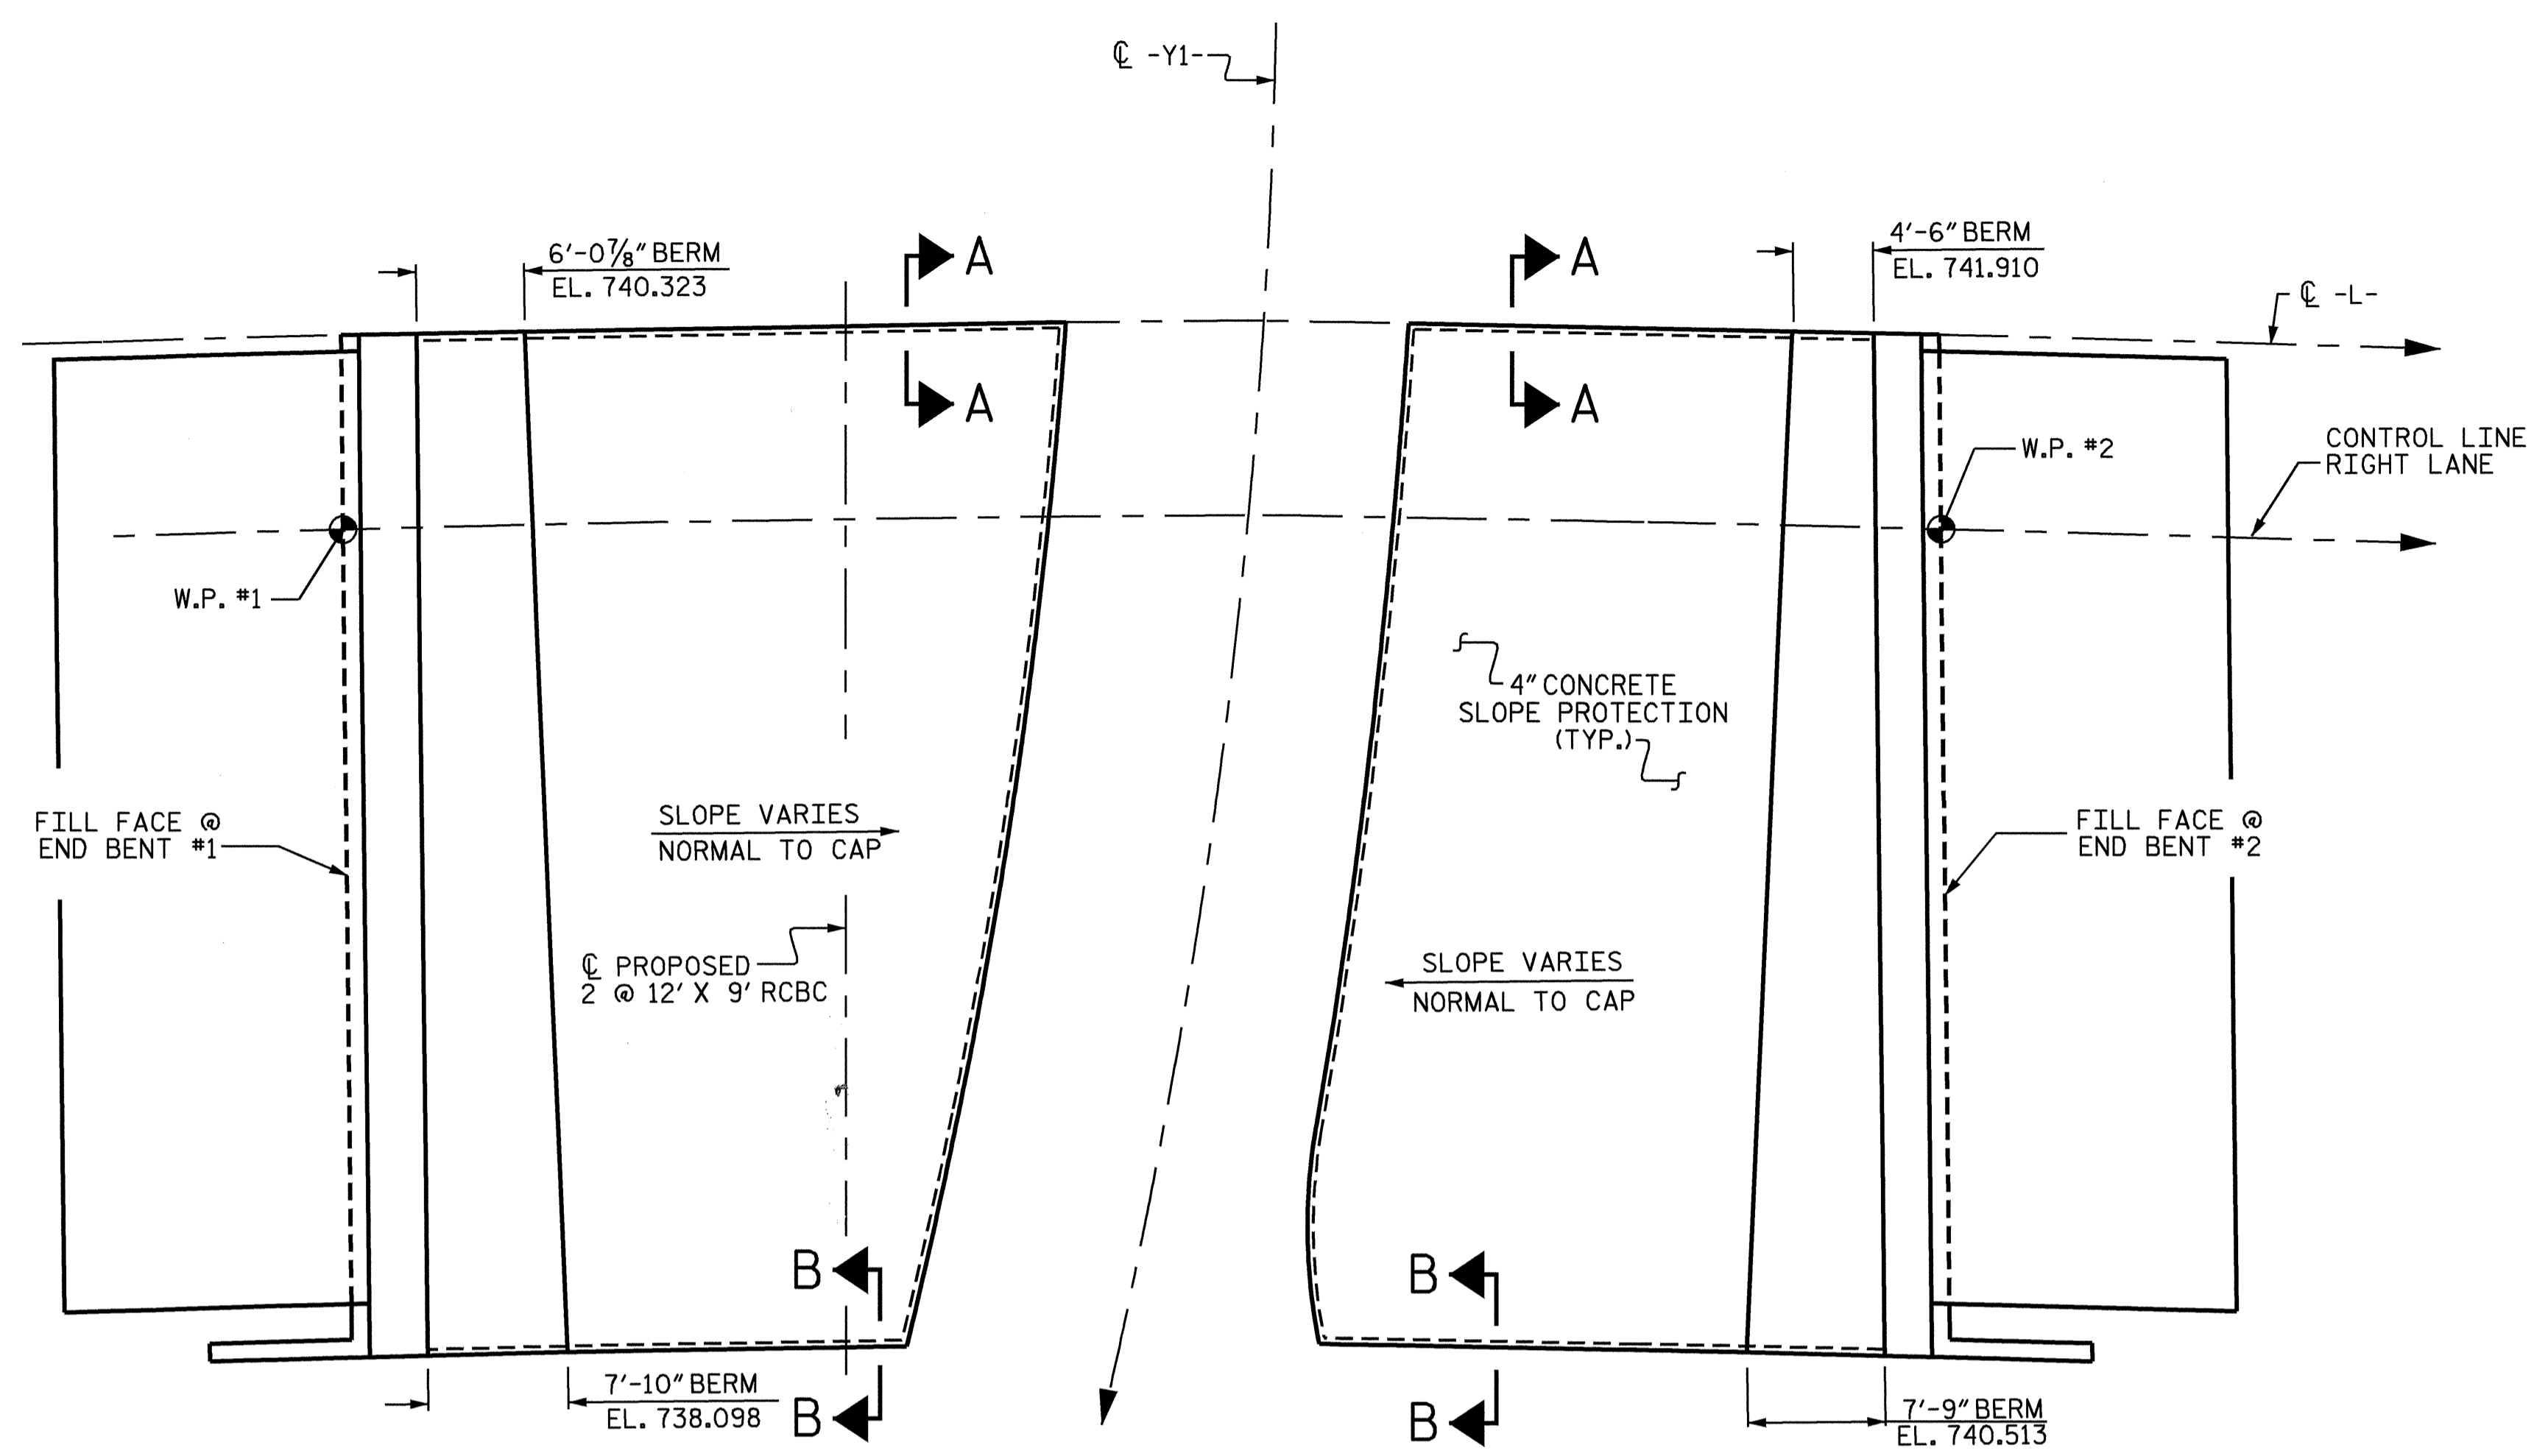 ℄ -Y1-
6'-0⅞" BERM
EL. 740.323
A
A
4'-6" BERM
EL. 741.910
℄ -L-
A
A
CONTROL LINE
RIGHT LANE
W.P. #2
W.P. #1
4" CONCRETE
SLOPE PROTECTION
(TYP.)
SLOPE VARIES
NORMAL TO CAP
FILL FACE @
END BENT #1
FILL FACE @
END BENT #2
℄ PROPOSED
2 @ 12' X 9' RCBC
SLOPE VARIES
NORMAL TO CAP
B
B
7'-10" BERM
EL. 738.098
B
B
7'-9" BERM
EL. 740.513